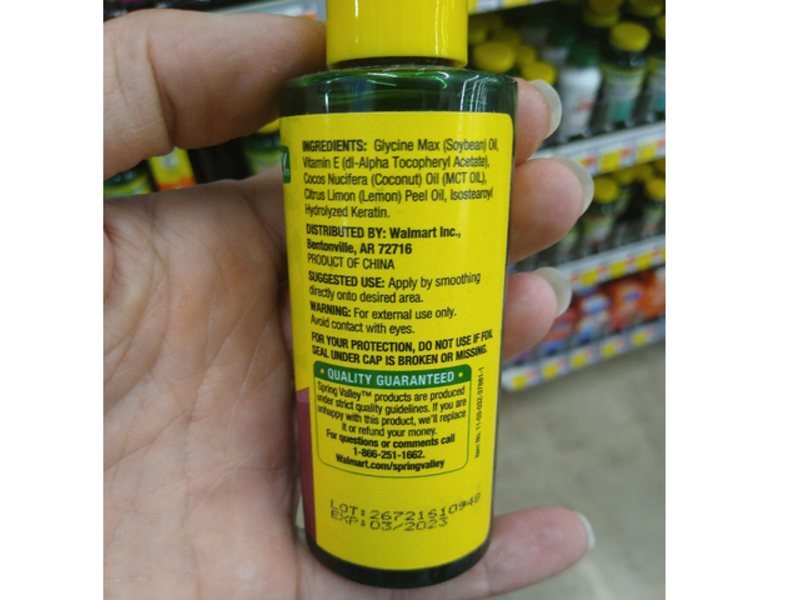 INGREDIENTS: Glycine Max (Soybean) Oil,
Vitamin E (dl-Alpha Tocopheryl Acetate),
Cocos Nucifera (Coconut) Oil (MCT OIL),
Citrus Limon (Lemon) Peel Oil, Isostearoyl
Hydrolyzed Keratin.
DISTRIBUTED BY: Walmart Inc.,
Bentonville, AR 72716
PRODUCT OF CHINA
SUGGESTED USE: Apply by smoothing
directly onto desired area.
WARNING: For external use only.
Avoid contact with eyes.
FOR YOUR PROTECTION, DO NOT USE IF FOIL
SEAL UNDER CAP IS BROKEN OR MISSING.
• QUALITY GUARANTEED •
Spring Valley™ products are produced
under strict quality guidelines. If you are
unhappy with this product, we'll replace
it or refund your money.
For questions or comments call
1-866-251-1662.
Walmart.com/springvalley
LOT:26721610948
EXP:03/2023